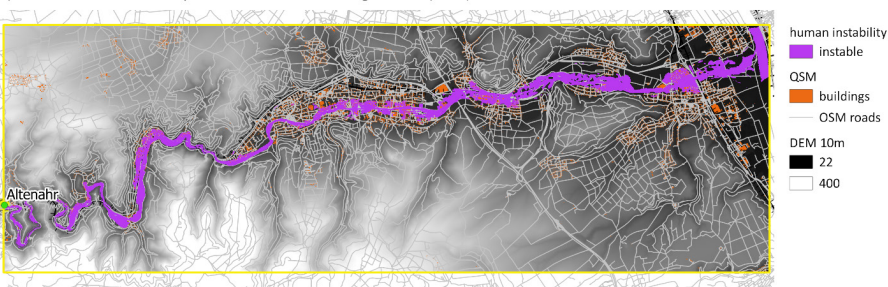 human instability
instable
QSM
buildings
OSM roads
DEM 10m
22
400
Altenahr